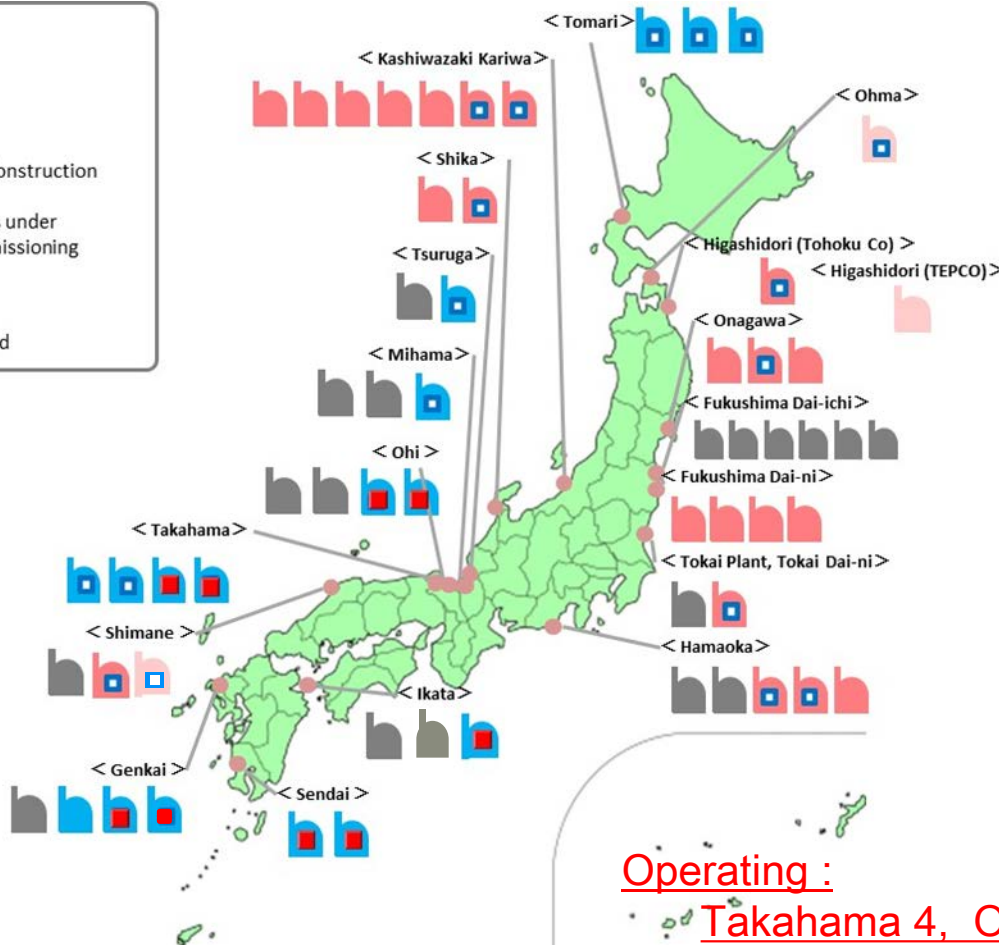 onstruction
under
nissioning
d
< Tomari>
< Kashiwazaki Kariwa>
< Ohma>
< Shika>
< Higashidori (Tohoku Co) >
< Tsuruga>
< Higashidori (TEPCO)>
< Onagawa>
< Mihama>
< Fukushima Dai-ichi>
< Ohi >
< Fukushima Dai-ni>
< Takahama>
< Tokai Plant, Tokai Dai-ni>
< Shimane >
< Hamaoka>
< Ikata>
< Genkai >
< Sendai >
Operating :
Takahama 4,